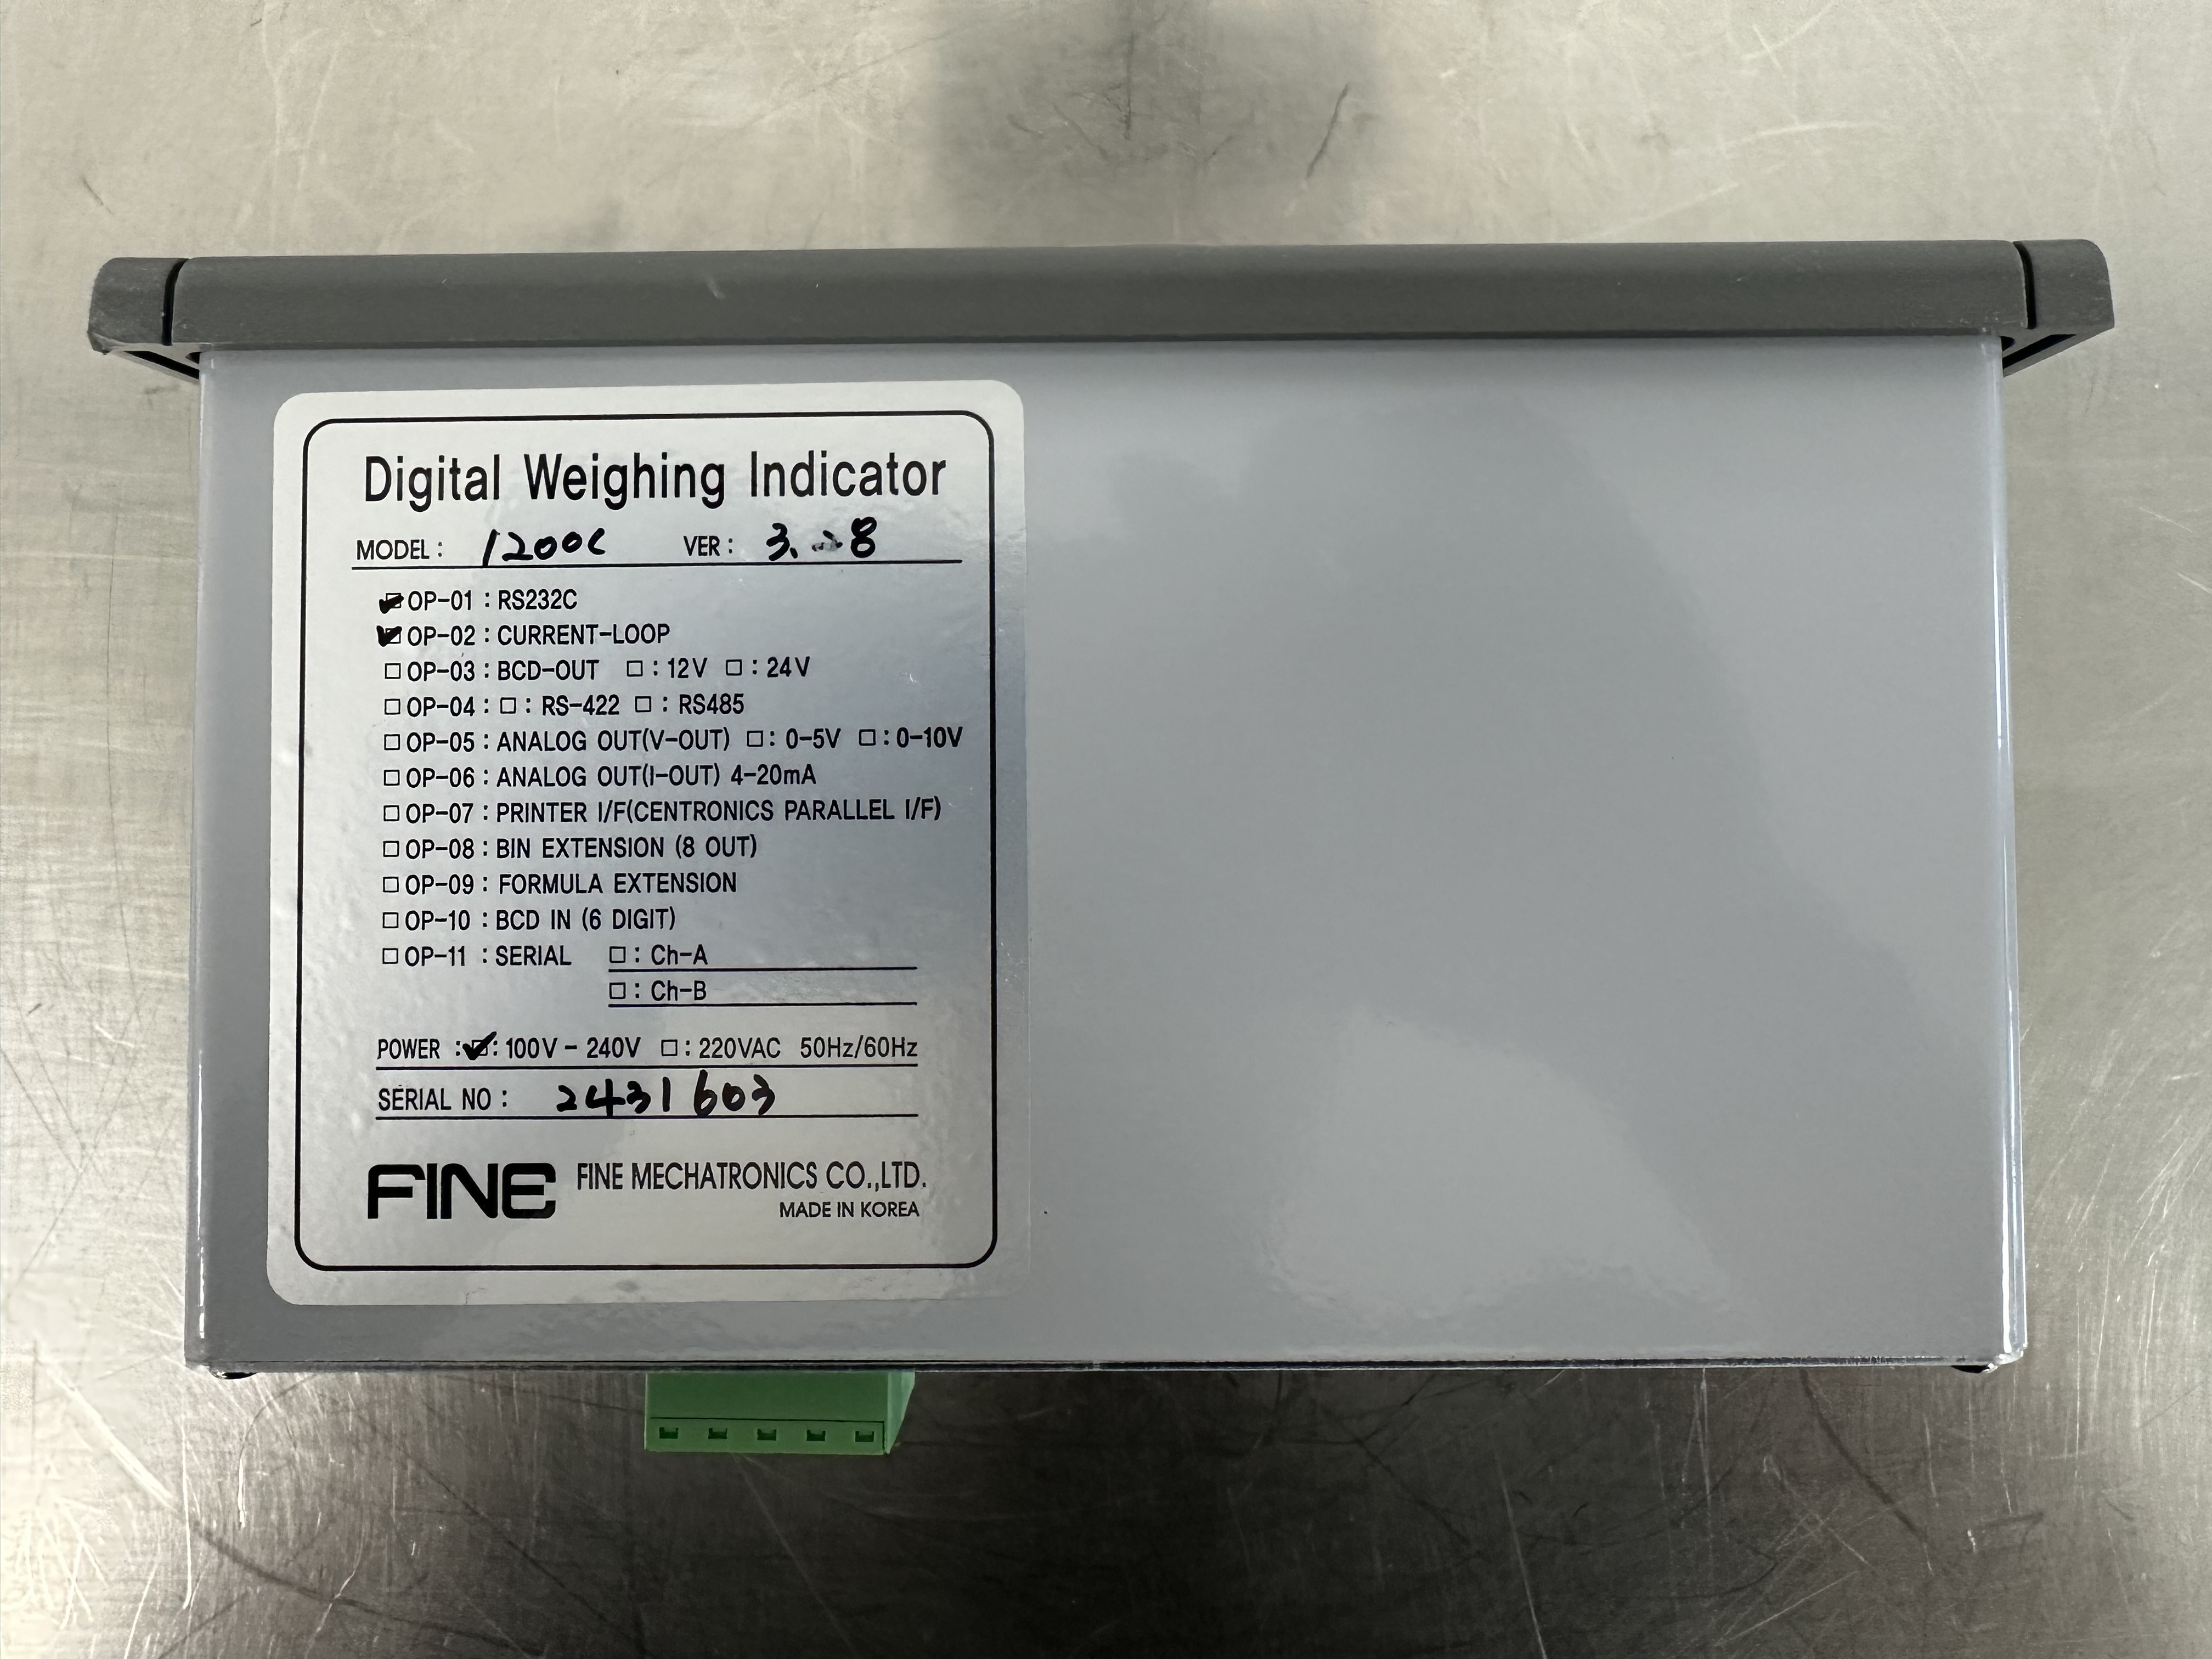 Digital Weighing Indicator
MODEL : 1200C VER : 3. 8
OP-01 : RS232C
OP-02 : CURRENT-LOOP
OP-03 : BCD-OUT □ : 12V □ : 24V
OP-04 : □ : RS-422 □ : RS485
OP-05 : ANALOG OUT(V-OUT) □ : 0-5V □ : 0-10V
OP-06 : ANALOG OUT(I-OUT) 4-20mA
OP-07 : PRINTER I/F(CENTRONICS PARALLEL I/F)
OP-08 : BIN EXTENSION (8 OUT)
OP-09 : FORMULA EXTENSION
OP-10 : BCD IN (6 DIGIT)
OP-11 : SERIAL □ : Ch-A
□ : Ch-B
POWER : ☑ : 100V - 240V □ : 220VAC 50Hz/60Hz
SERIAL NO : 2431603
FINE FINE MECHATRONICS CO.,LTD.
MADE IN KOREA